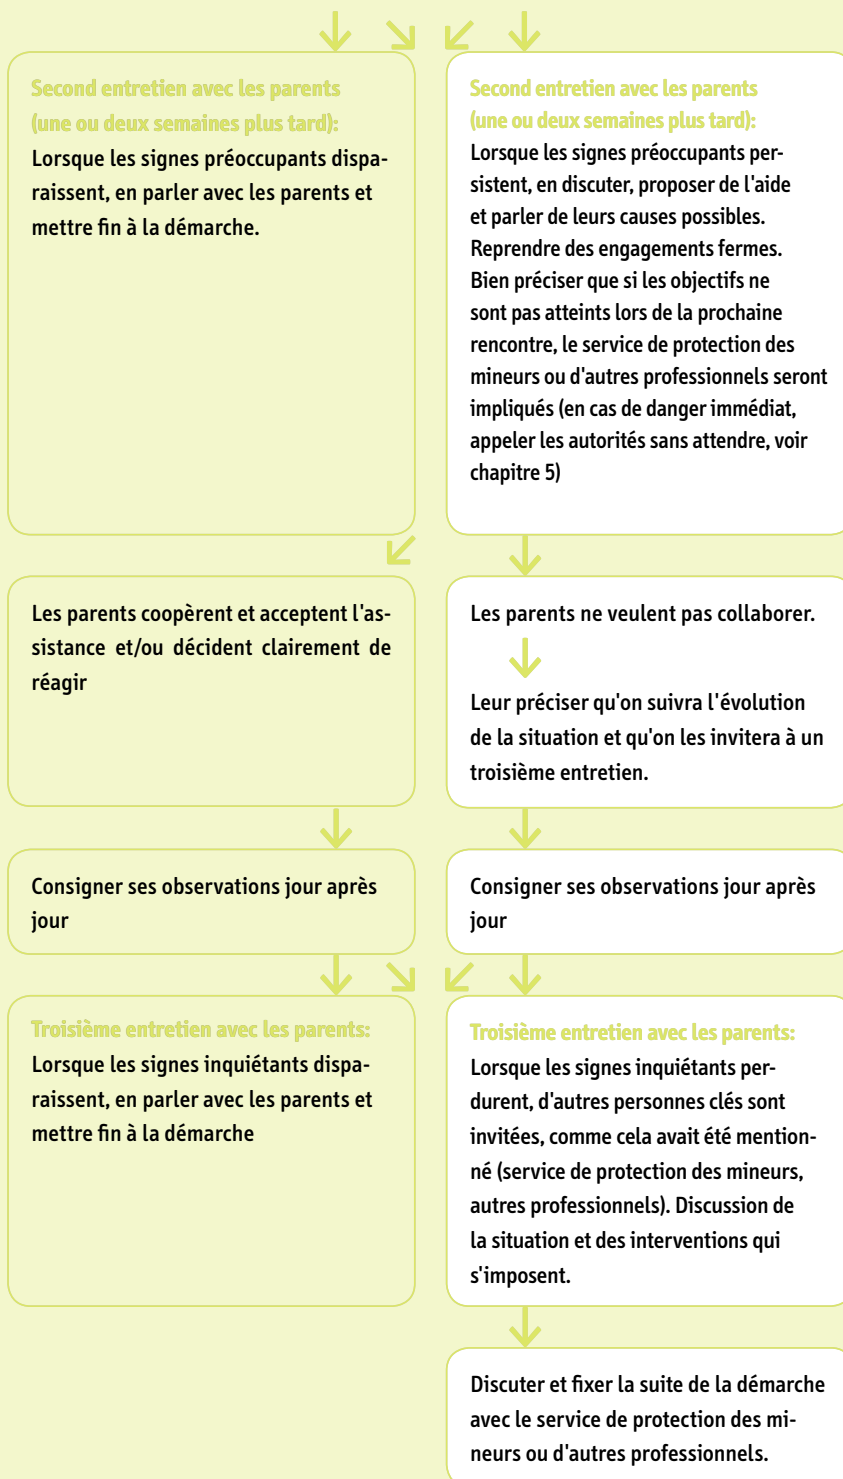 Second entretien avec les parents
(une ou deux semaines plus tard):
Lorsque les signes préoccupants dispa-
raissent, en parler avec les parents et
mettre fin à la démarche.
Second entretien avec les parents
(une ou deux semaines plus tard):
Lorsque les signes préoccupants per-
sistent, en discuter, proposer de l'aide
et parler de leurs causes possibles.
Reprendre des engagements fermes.
Bien préciser que si les objectifs ne
sont pas atteints lors de la prochaine
rencontre, le service de protection des
mineurs ou d'autres professionnels seront
impliqués (en cas de danger immédiat,
appeler les autorités sans attendre, voir
chapitre 5)
Les parents coopèrent et acceptent l'as-
sistance et/ou décident clairement de
réagir
Les parents ne veulent pas collaborer.
Leur préciser qu'on suivra l'évolution
de la situation et qu'on les invitera à un
troisième entretien.
Consigner ses observations jour après
jour
Consigner ses observations jour après
jour
Troisième entretien avec les parents:
Lorsque les signes inquiétants dispa-
raissent, en parler avec les parents et
mettre fin à la démarche
Troisième entretien avec les parents:
Lorsque les signes inquiétants per-
durent, d'autres personnes clés sont
invitées, comme cela avait été mention-
né (service de protection des mineurs,
autres professionnels). Discussion de
la situation et des interventions qui
s'imposent.
Discuter et fixer la suite de la démarche
avec le service de protection des mi-
neurs ou d'autres professionnels.